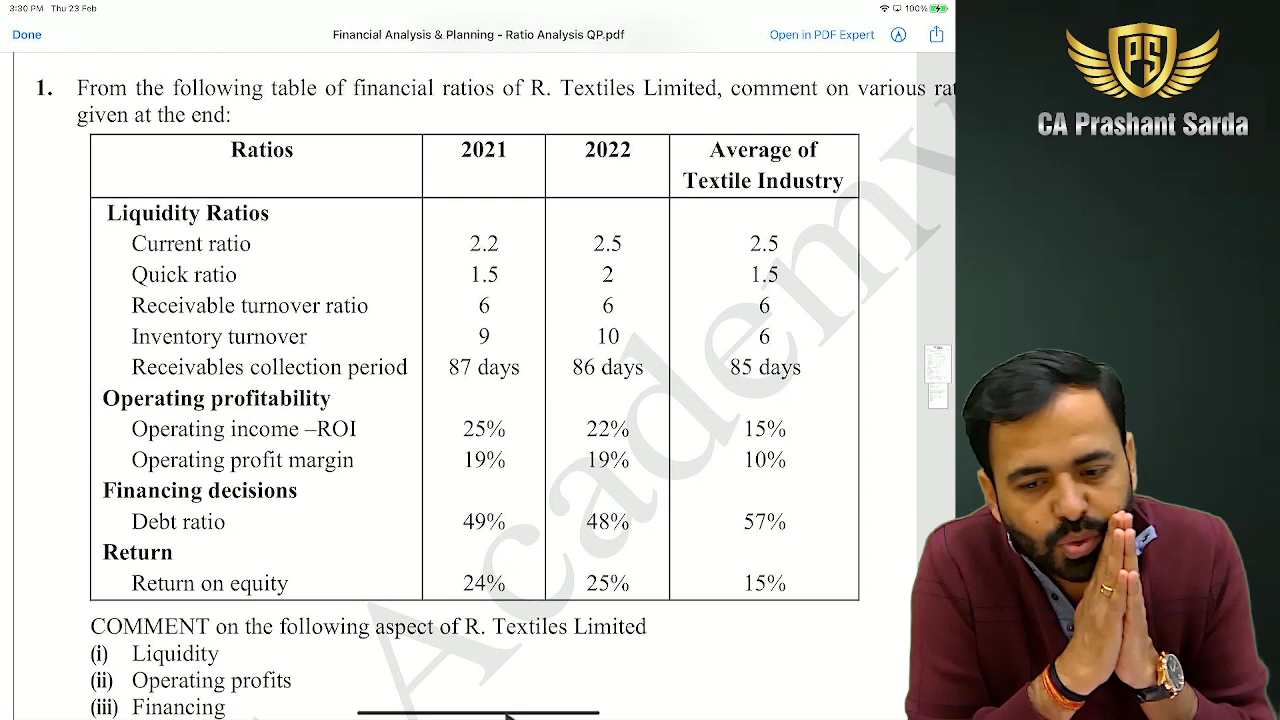 3:30 PM Thu 23 Feb
100%
Done
Financial Analysis & Planning - Ratio Analysis QP.pdf
Open in PDF Expert
PS
CA Prashant Sarda
1. From the following table of financial ratios of R. Textiles Limited, comment on various rat
given at the end:
Ratios 2021 2022 Average of
Textile Industry
Liquidity Ratios
Current ratio 2.2 2.5 2.5
Quick ratio 1.5 2 1.5
Receivable turnover ratio 6 6 6
Inventory turnover 9 10 6
Receivables collection period 87 days 86 days 85 days
Operating profitability
Operating income –ROI 25% 22% 15%
Operating profit margin 19% 19% 10%
Financing decisions
Debt ratio 49% 48% 57%
Return
Return on equity 24% 25% 15%
COMMENT on the following aspect of R. Textiles Limited
(i) Liquidity
(ii) Operating profits
(iii) Financing
Academy